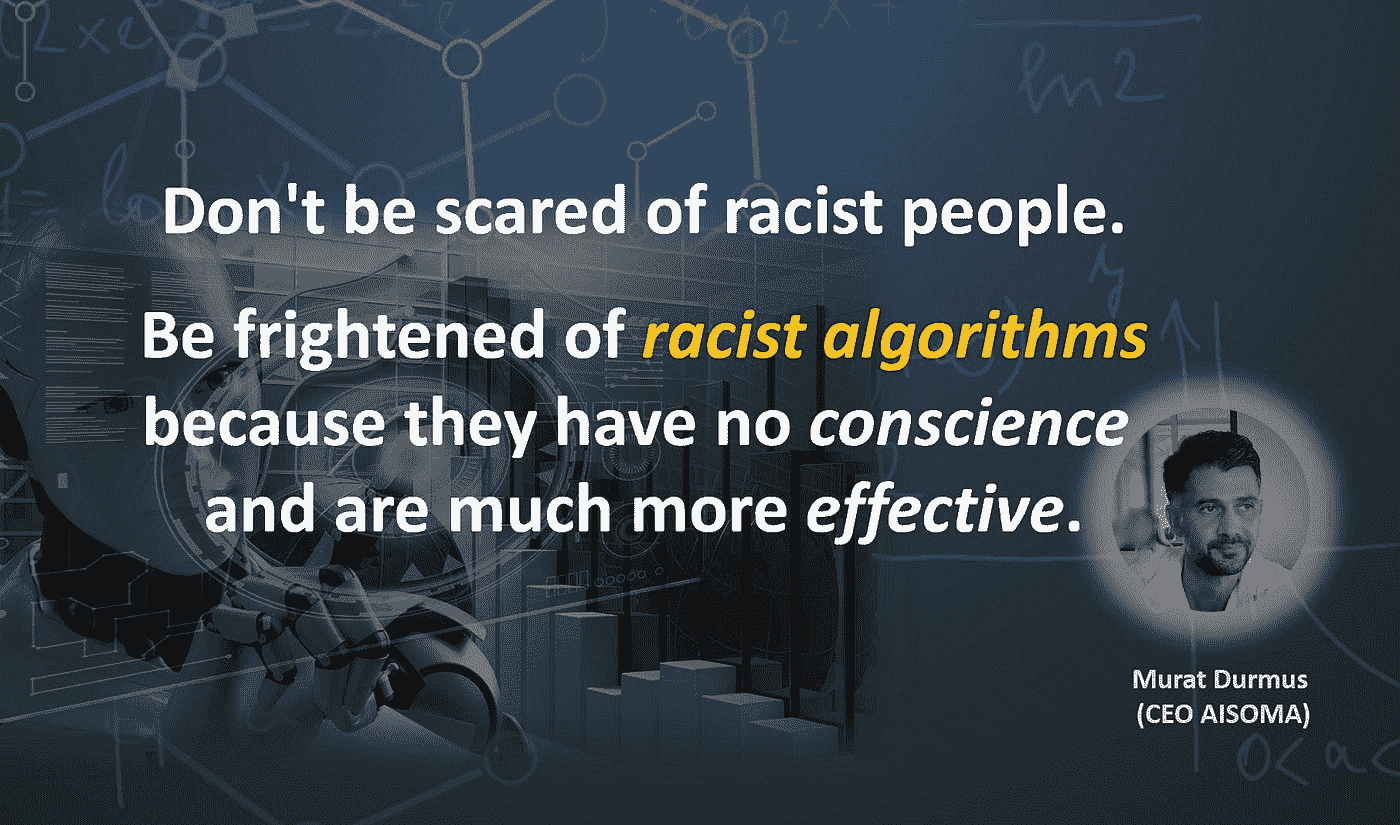 ln2
Don't be scared of racist people.
Be frightened of racist algorithms
because they have no conscience
and are much more effective.
Murat Durmus
(CEO AISOMA)